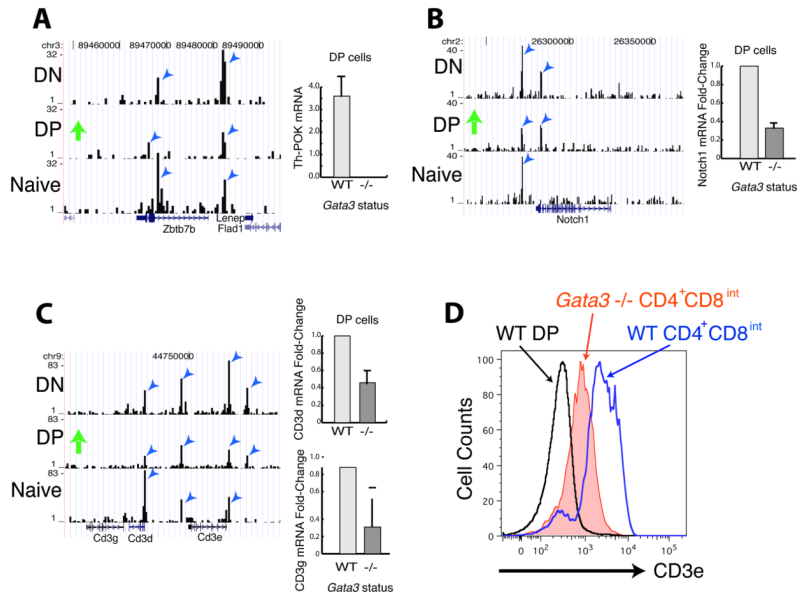 A
chr3: 89460000 89470000 89480000 89490000
32
DN
1
32
DP
1
32
Naive
1
Zbtb7b
Lenep
Flad1
DP cells
Th-POK mRNA
4.0
3.0
2.0
1.0
0.0
WT -/-
Gata3 status
B
chr2: 26300000 26350000
40
DN
1
40
DP
1
40
Naive
1
Notch1
DP cells
Notch1 mRNA Fold-Change
1.0
0.8
0.6
0.4
0.2
0
WT -/-
Gata3 status
C
chr9: 44750000
83
DN
1
83
DP
1
83
Naive
1
Cd3g Cd3d Cd3e
DP cells
CD3d mRNA Fold-Change
1.0
0.8
0.6
0.4
0.2
0.0
WT -/-
CD3g mRNA Fold-Change
0.8
0.6
0.4
0.2
0
WT -/-
Gata3 status
D
Gata3 -/- CD4+CD8int
WT DP
WT CD4+CD8int
Cell Counts
100
80
60
40
20
0
0 10² 10³ 10⁴ 10⁵
CD3e